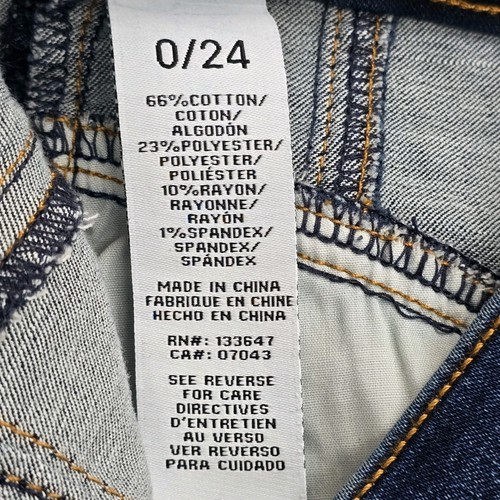 0/24
66%COTTON/
COTON/
ALGODÓN
23%POLYESTER/
POLYESTER/
POLIÉSTER
10%RAYON/
RAYONNE/
RAYÓN
1%SPANDEX/
SPANDEX/
SPÁNDEX
MADE IN CHINA
FABRIQUE EN CHINE
HECHO EN CHINA
RN#: 133647
CA#: 07043
SEE REVERSE
FOR CARE
DIRECTIVES
D'ENTRETIEN
AU VERSO
VER REVERSO
PARA CUIDADO